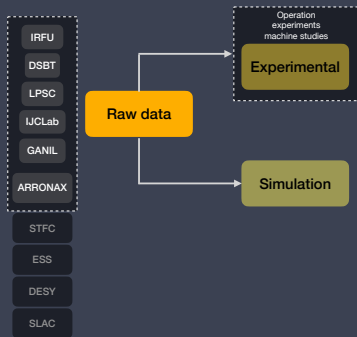 IRFU
DSBT
LPSC
IJCLab
GANIL
ARRONAX
STFC
ESS
DESY
SLAC
Raw data
Operation
experiments
machine studies
Experimental
Simulation